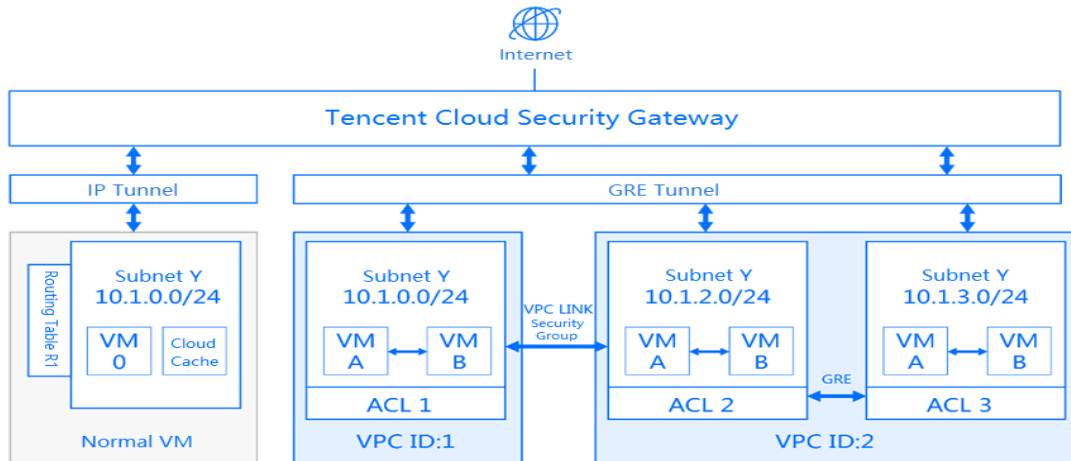 Internet
Tencent Cloud Security Gateway
IP Tunnel
GRE Tunnel
Routing Table R1
Subnet Y
10.1.0.0/24
VM
0
Cloud
Cache
Normal VM
Subnet Y
10.1.0.0/24
VM
A
VM
B
ACL 1
VPC ID:1
VPC LINK
Security
Group
Subnet Y
10.1.2.0/24
VM
A
VM
B
ACL 2
GRE
Subnet Y
10.1.3.0/24
VM
A
VM
B
ACL 3
VPC ID:2